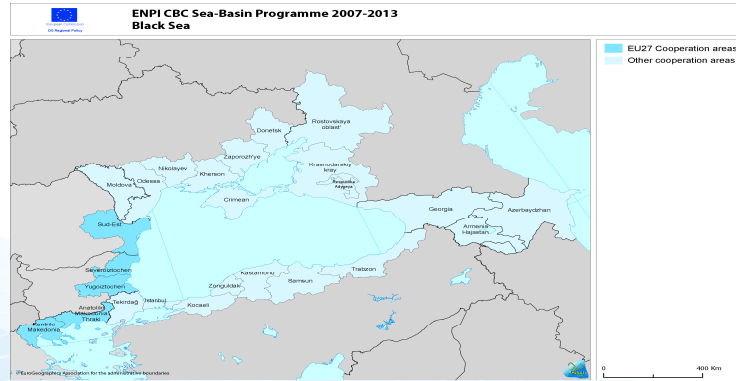 ENPI CBC Sea-Basin Programme 2007-2013
Black Sea
European Commission
DG Regional Policy
EU27 Cooperation areas
Other cooperation areas
Rostovskaya
oblast'
Donetsk
Zaporozh'ye
Nikolayev
Kherson
Odessa
Moldova
Krasnodarskiy
kray
Respublika
Adygeya
Crimean
Sud-Est
Georgia
Azerbaydzhan
Armenia
Hajastan
Severoiztochen
Yugoiztochen
Kastamonu
Trabzon
Zonguldak
Samsun
Tekirdağ
Istanbul
Kocaeli
Anatoliki
Makedonia
Thraki
Kentriki
Makedonia
© EuroGeographics Association for the administrative boundaries
0
400 Km